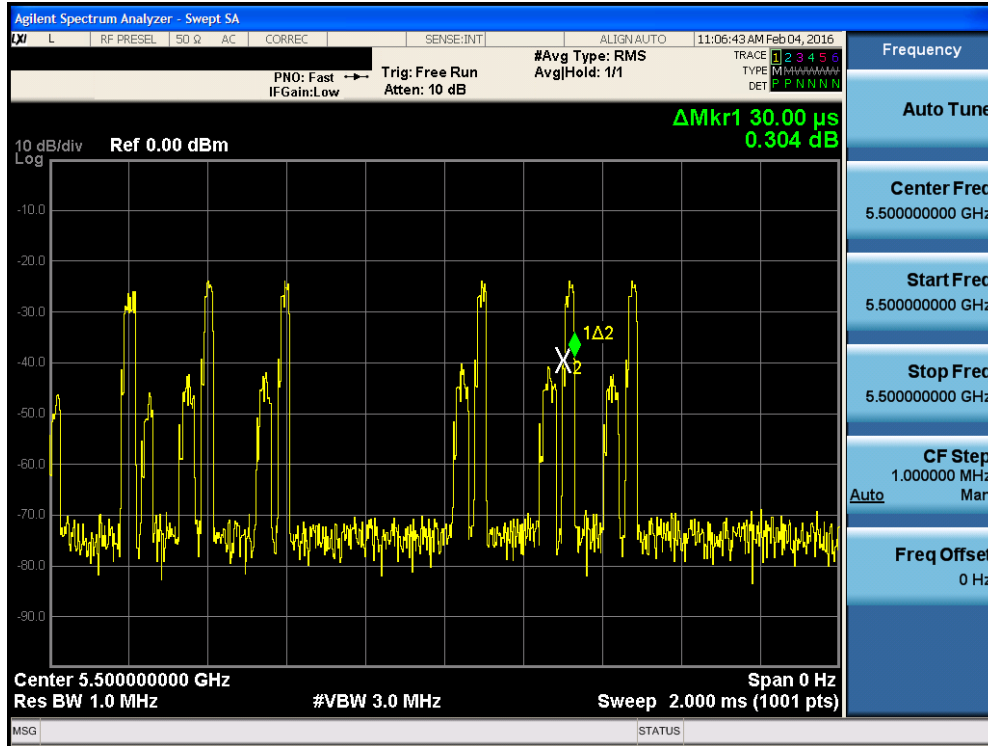 Agilent Spectrum Analyzer - Swept SA
LXI L RF PRESEL 50 Ω AC CORREC SENSE:INT ALIGN AUTO 11:06:43 AM Feb 04, 2016
PNO: Fast
IFGain:Low
Trig: Free Run
Atten: 10 dB
#Avg Type: RMS
Avg|Hold: 1/1
TRACE 1 2 3 4 5 6
TYPE M M W W W W W
DET P P N N N N
ΔMkr1 30.00 µs
0.304 dB
10 dB/div Ref 0.00 dBm
Log
-10.0
-20.0
-30.0
1Δ2
-40.0
2
-50.0
-60.0
-70.0
-80.0
-90.0
Center 5.500000000 GHz Span 0 Hz
Res BW 1.0 MHz #VBW 3.0 MHz Sweep 2.000 ms (1001 pts)
MSG STATUS
Frequency
Auto Tune
Center Freq
5.500000000 GHz
Start Freq
5.500000000 GHz
Stop Freq
5.500000000 GHz
CF Step
1.000000 MHz
Auto Man
Freq Offset
0 Hz